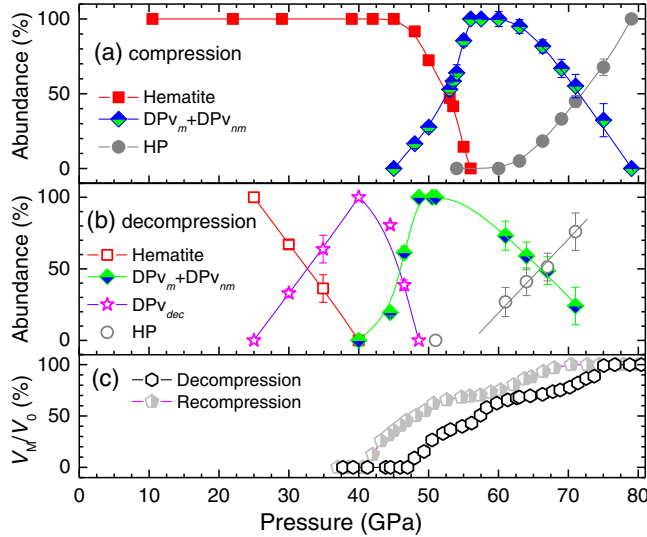 Abundance (%)
100
50
0
(a) compression
Hematite
DPvm+DPvnm
HP
Abundance (%)
100
50
0
(b) decompression
Hematite
DPvm+DPvnm
DPvdec
HP
VM/V0 (%)
100
50
0
(c)
Decompression
Recompression
0 10 20 30 40 50 60 70 80
Pressure (GPa)